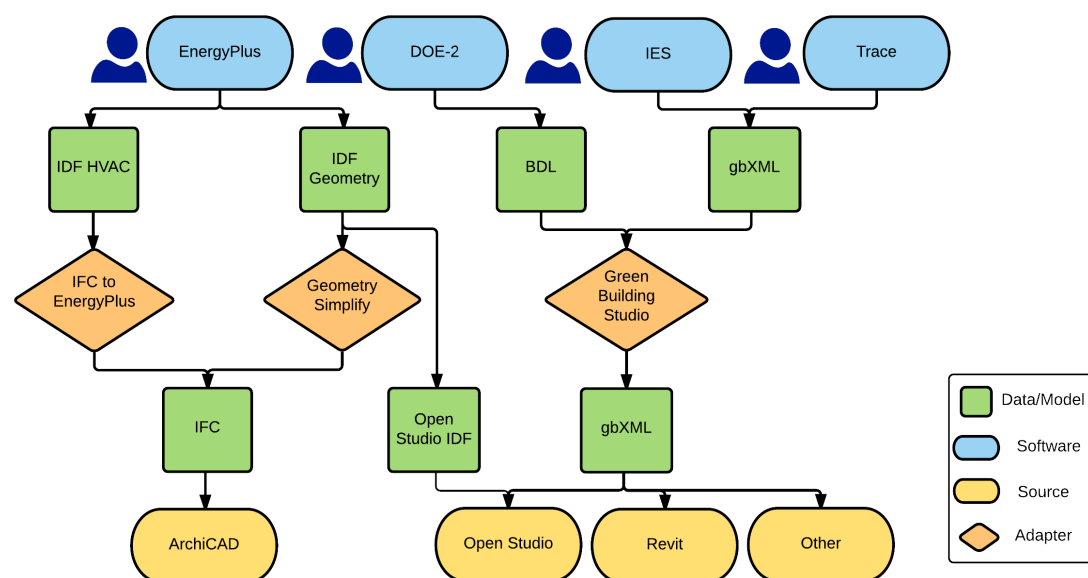 EnergyPlus
DOE-2
IES
Trace
IDF HVAC
IDF
Geometry
BDL
gbXML
IFC to
EnergyPlus
Geometry
Simplify
Green
Building
Studio
IFC
Open
Studio IDF
gbXML
Data/Model
Software
Source
Adapter
ArchiCAD
Open Studio
Revit
Other